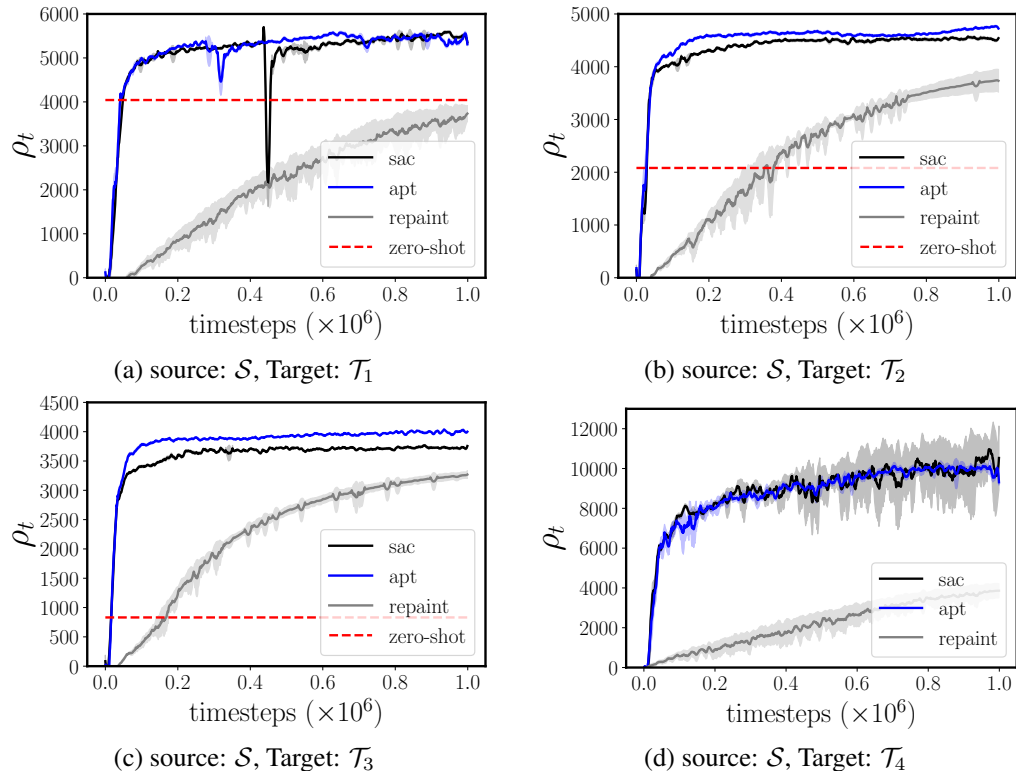 6000
5000
4000
3000
2000
1000
0
ρt
sac
apt
repaint
zero-shot
0.0 0.2 0.4 0.6 0.8 1.0
timesteps (×10^6)
(a) source: S, Target: T1
5000
4000
3000
2000
1000
0
ρt
sac
apt
repaint
zero-shot
0.0 0.2 0.4 0.6 0.8 1.0
timesteps (×10^6)
(b) source: S, Target: T2
4500
4000
3500
3000
2500
2000
1500
1000
500
0
ρt
sac
apt
repaint
zero-shot
0.0 0.2 0.4 0.6 0.8 1.0
timesteps (×10^6)
(c) source: S, Target: T3
12000
10000
8000
6000
4000
2000
0
ρt
sac
apt
repaint
0.0 0.2 0.4 0.6 0.8 1.0
timesteps (×10^6)
(d) source: S, Target: T4